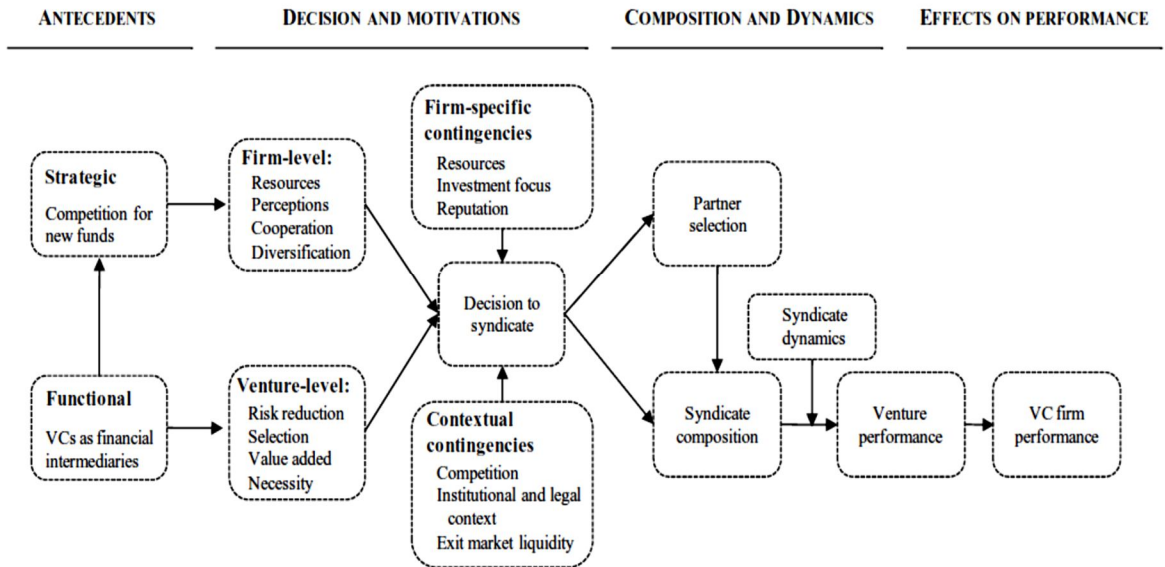 ANTECEDENTS
DECISION AND MOTIVATIONS
COMPOSITION AND DYNAMICS
EFFECTS ON PERFORMANCE
Strategic
Competition for
new funds
Functional
VCs as financial
intermediaries
Firm-level:
Resources
Perceptions
Cooperation
Diversification
Venture-level:
Risk reduction
Selection
Value added
Necessity
Firm-specific
contingencies
Resources
Investment focus
Reputation
Decision to
syndicate
Contextual
contingencies
Competition
Institutional and legal
context
Exit market liquidity
Partner
selection
Syndicate
dynamics
Syndicate
composition
Venture
performance
VC firm
performance